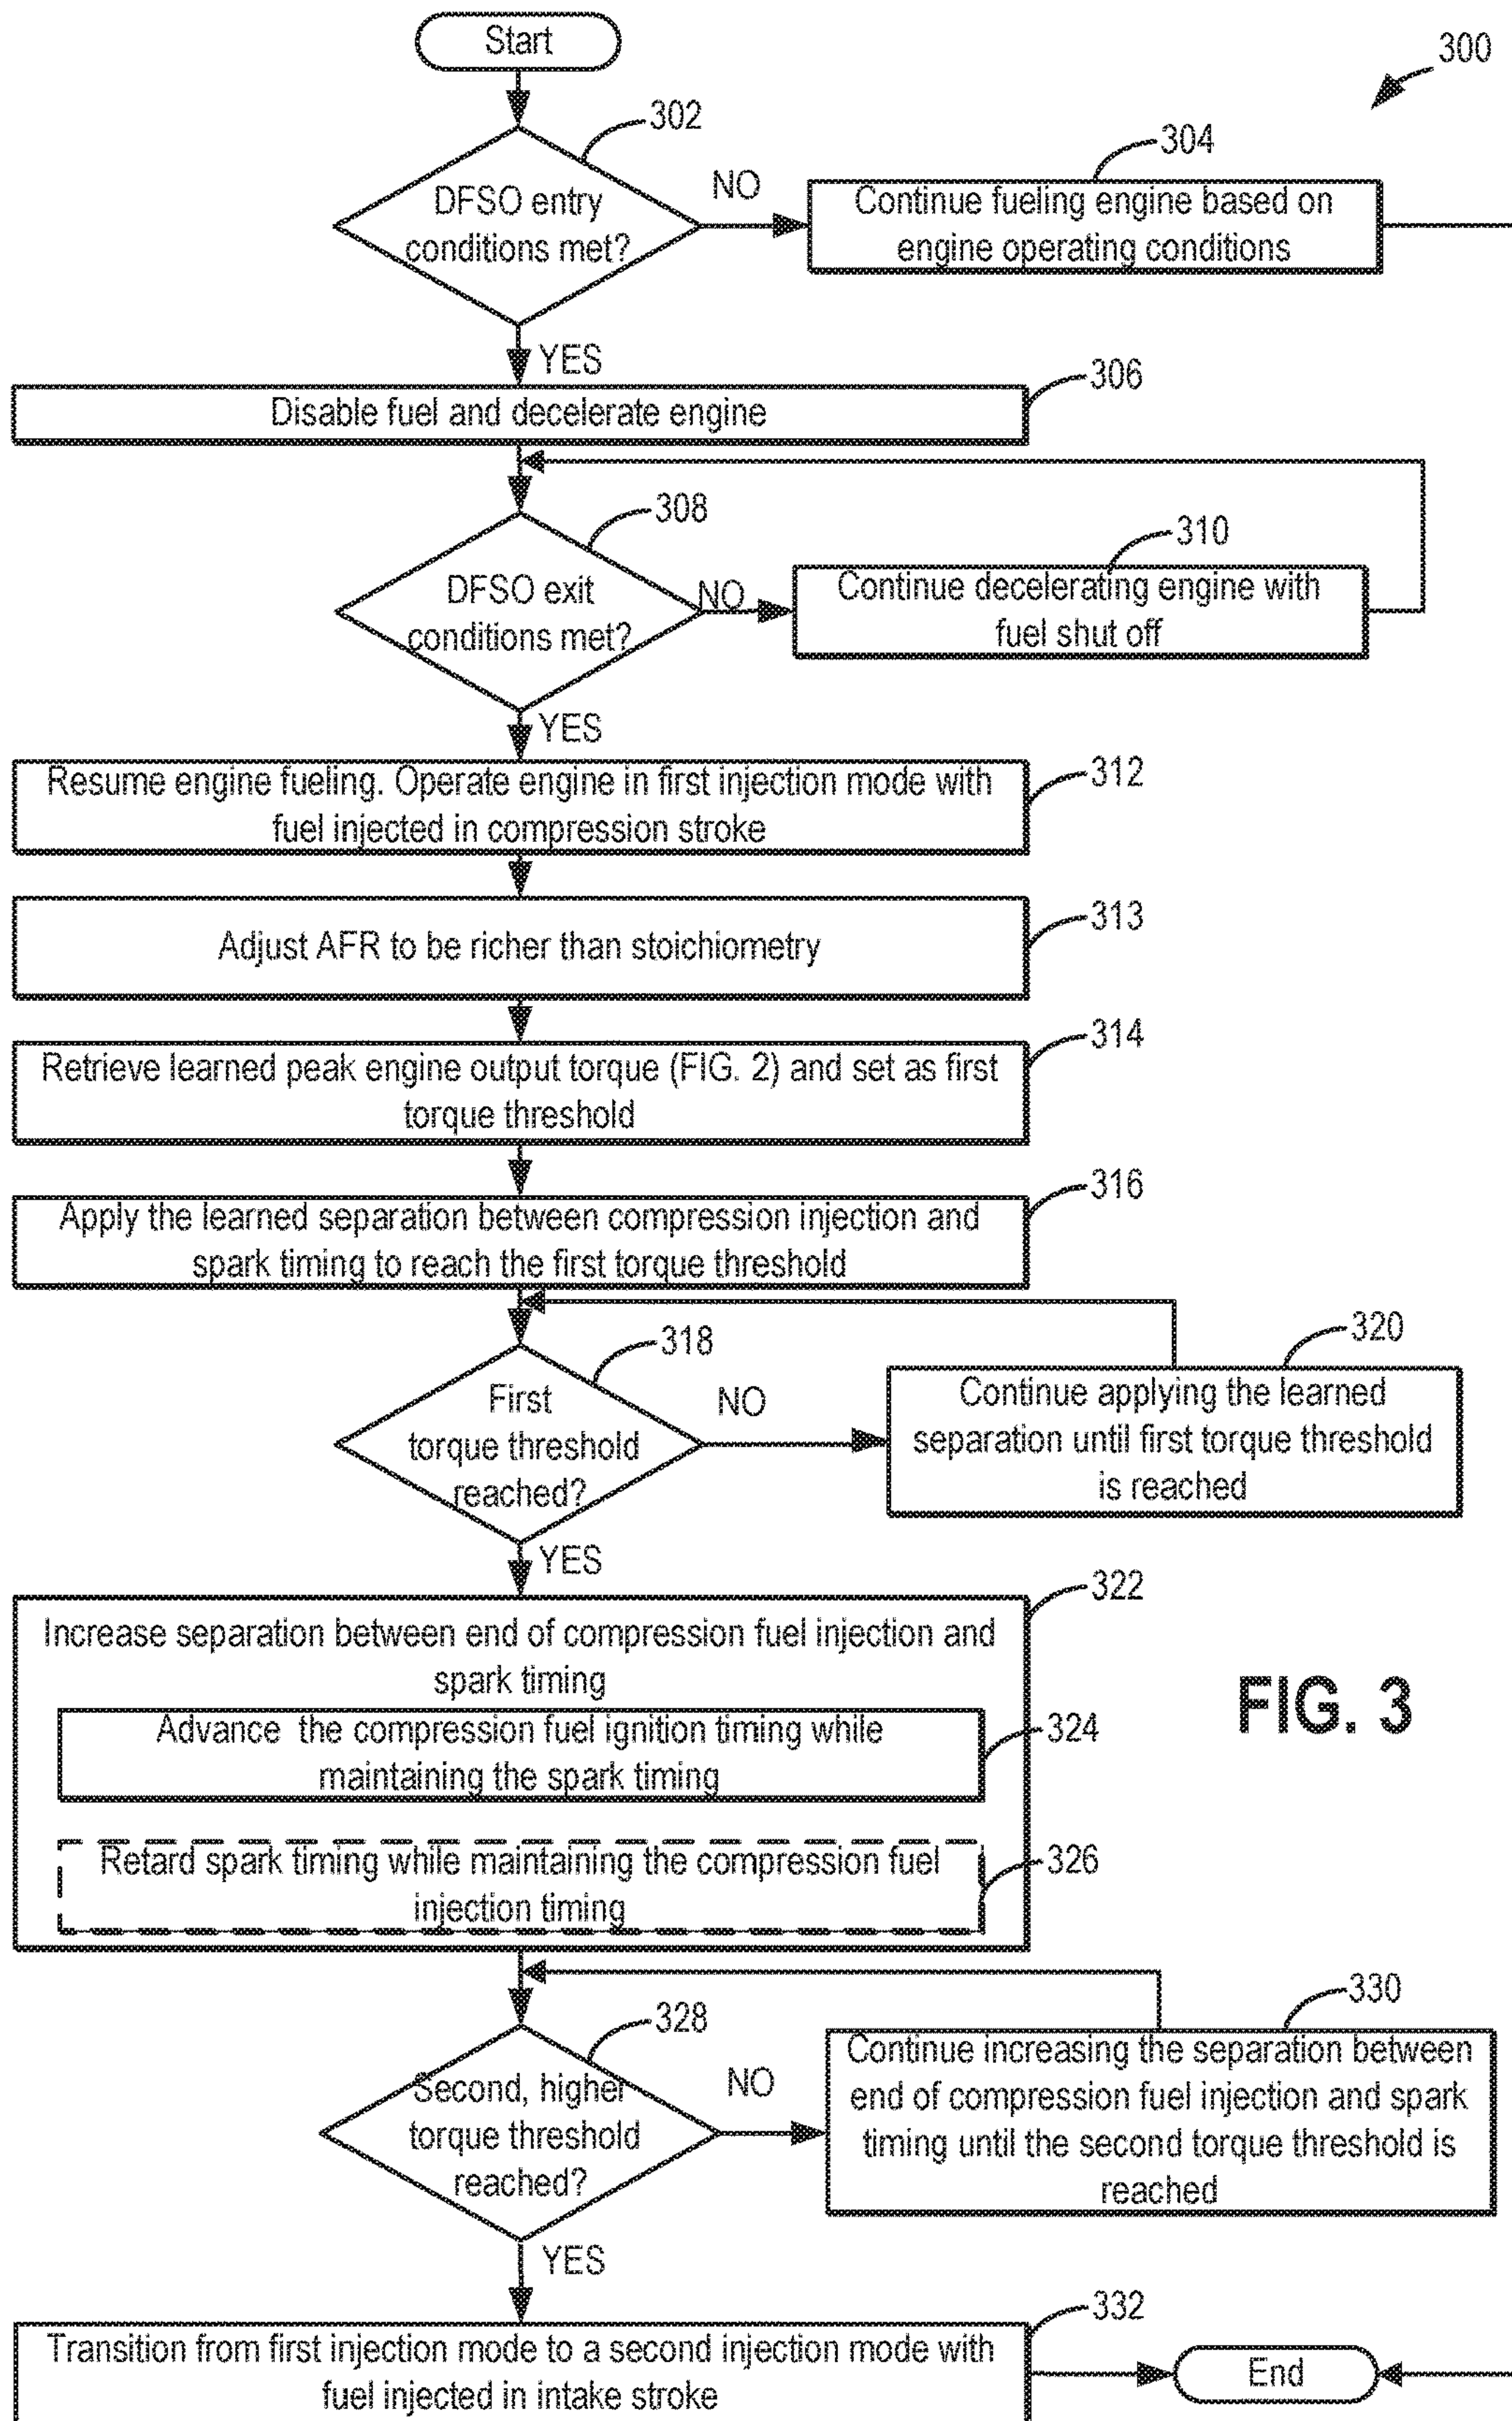 Start
300
302
DFSO entry
conditions met?
NO
304
Continue fueling engine based on
engine operating conditions
YES
306
Disable fuel and decelerate engine
308
DFSO exit
conditions met?
NO
310
Continue decelerating engine with
fuel shut off
YES
312
Resume engine fueling. Operate engine in first injection mode with
fuel injected in compression stroke
313
Adjust AFR to be richer than stoichiometry
314
Retrieve learned peak engine output torque (FIG. 2) and set as first
torque threshold
316
Apply the learned separation between compression injection and
spark timing to reach the first torque threshold
318
First
torque threshold
reached?
NO
320
Continue applying the learned
separation until first torque threshold
is reached
YES
322
Increase separation between end of compression fuel injection and
spark timing
Advance the compression fuel ignition timing while
maintaining the spark timing
324
Retard spark timing while maintaining the compression fuel
injection timing
326
FIG. 3
328
Second, higher
torque threshold
reached?
NO
330
Continue increasing the separation between
end of compression fuel injection and spark
timing until the second torque threshold is
reached
YES
332
Transition from first injection mode to a second injection mode with
fuel injected in intake stroke
End